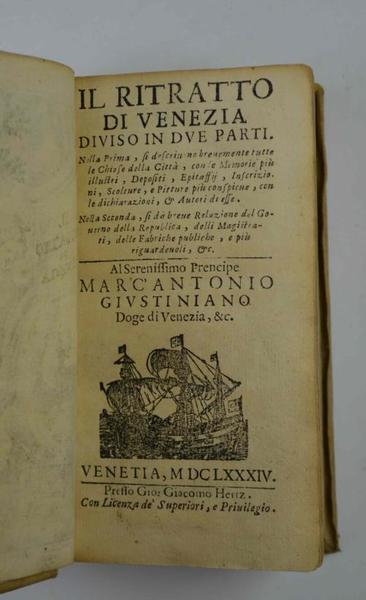 IL RITRATTO
DI VENEZIA
DIVISO IN DVE PARTI.
Nella Prima, si descriuono breuemente tutte
le Chiese della Città, con le Memorie più
illustri, Depositi, Epitaffij, Inscrizio-
ni, Scolture, e Pitture più conspicue, con
le dichiarazioni, & Autori di esse.
Nella Seconda, si dà breue Relazione del Go-
uerno della Republica, delli Magistra-
ti, delle Fabriche publiche, e più
riguardeuoli, &c.
Al Serenissimo Prencipe
MARC' ANTONIO
GIVSTINIANO
Doge di Venezia, &c.
VENETIA, MDCLXXXIV.
Presso Gio: Giacomo Hertz.
Con Licenza de' Superiori, e Priuilegio.